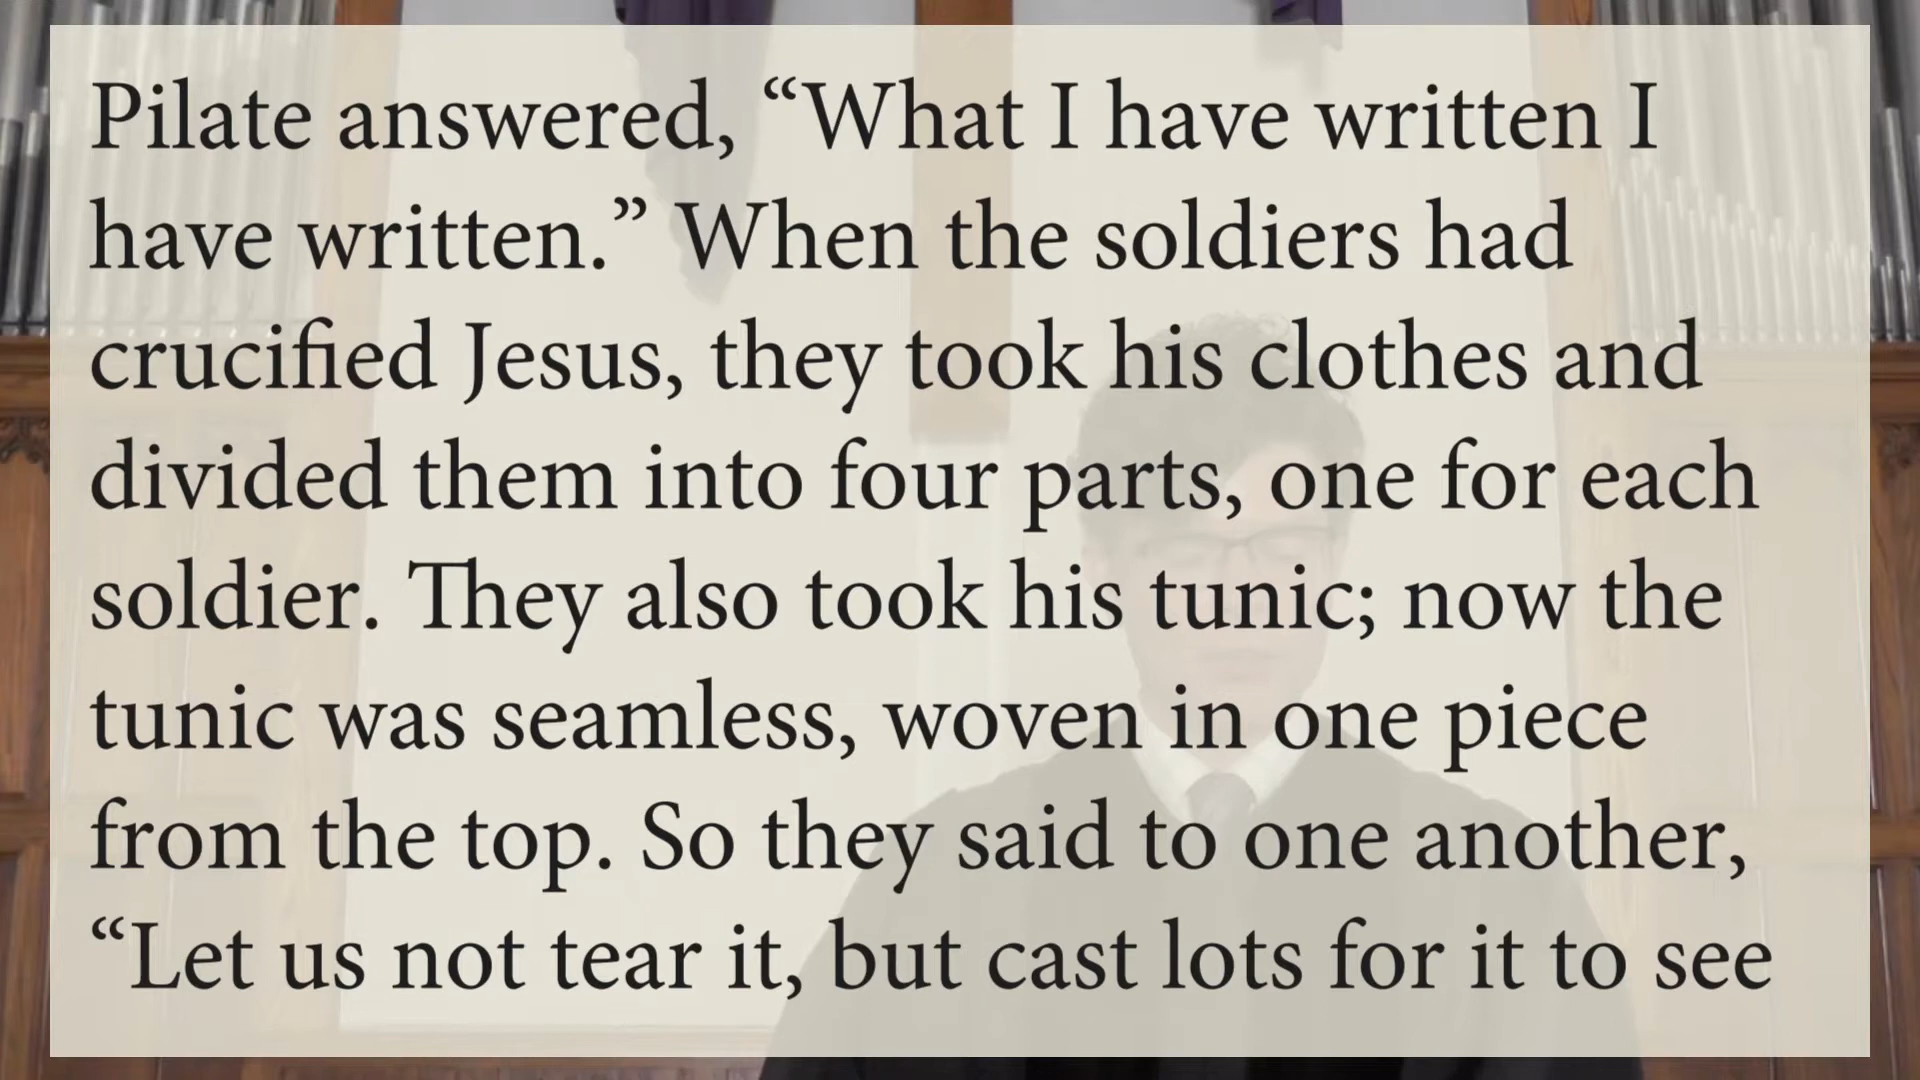 Pilate answered, “What I have written I
have written.” When the soldiers had
crucified Jesus, they took his clothes and
divided them into four parts, one for each
soldier. They also took his tunic; now the
tunic was seamless, woven in one piece
from the top. So they said to one another,
“Let us not tear it, but cast lots for it to see